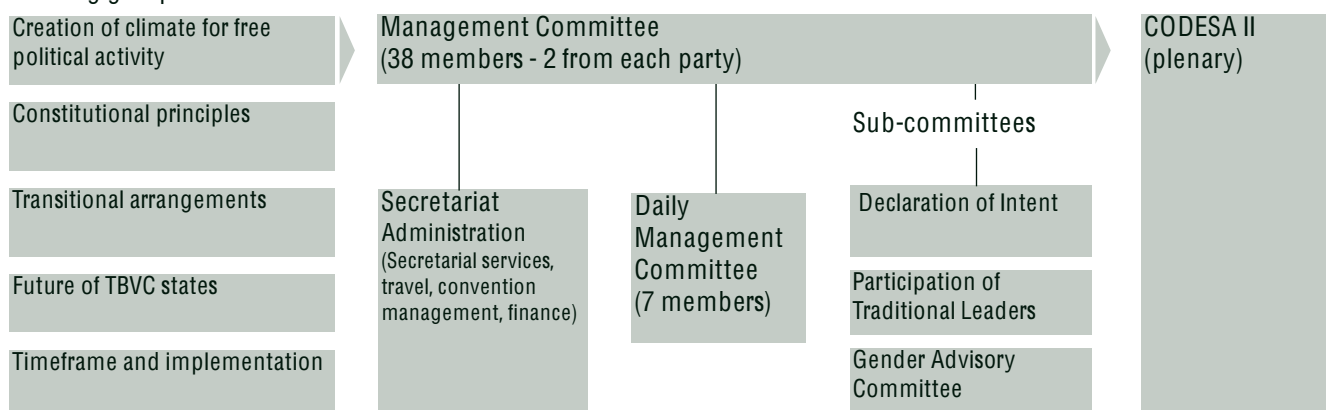 Creation of climate for free
political activity
Constitutional principles
Transitional arrangements
Future of TBVC states
Timeframe and implementation
Management Committee
(38 members - 2 from each party)
Secretariat
Administration
(Secretarial services,
travel, convention
management, finance)
Daily
Management
Committee
(7 members)
Sub-committees
Declaration of Intent
Participation of
Traditional Leaders
Gender Advisory
Committee
CODESA II
(plenary)